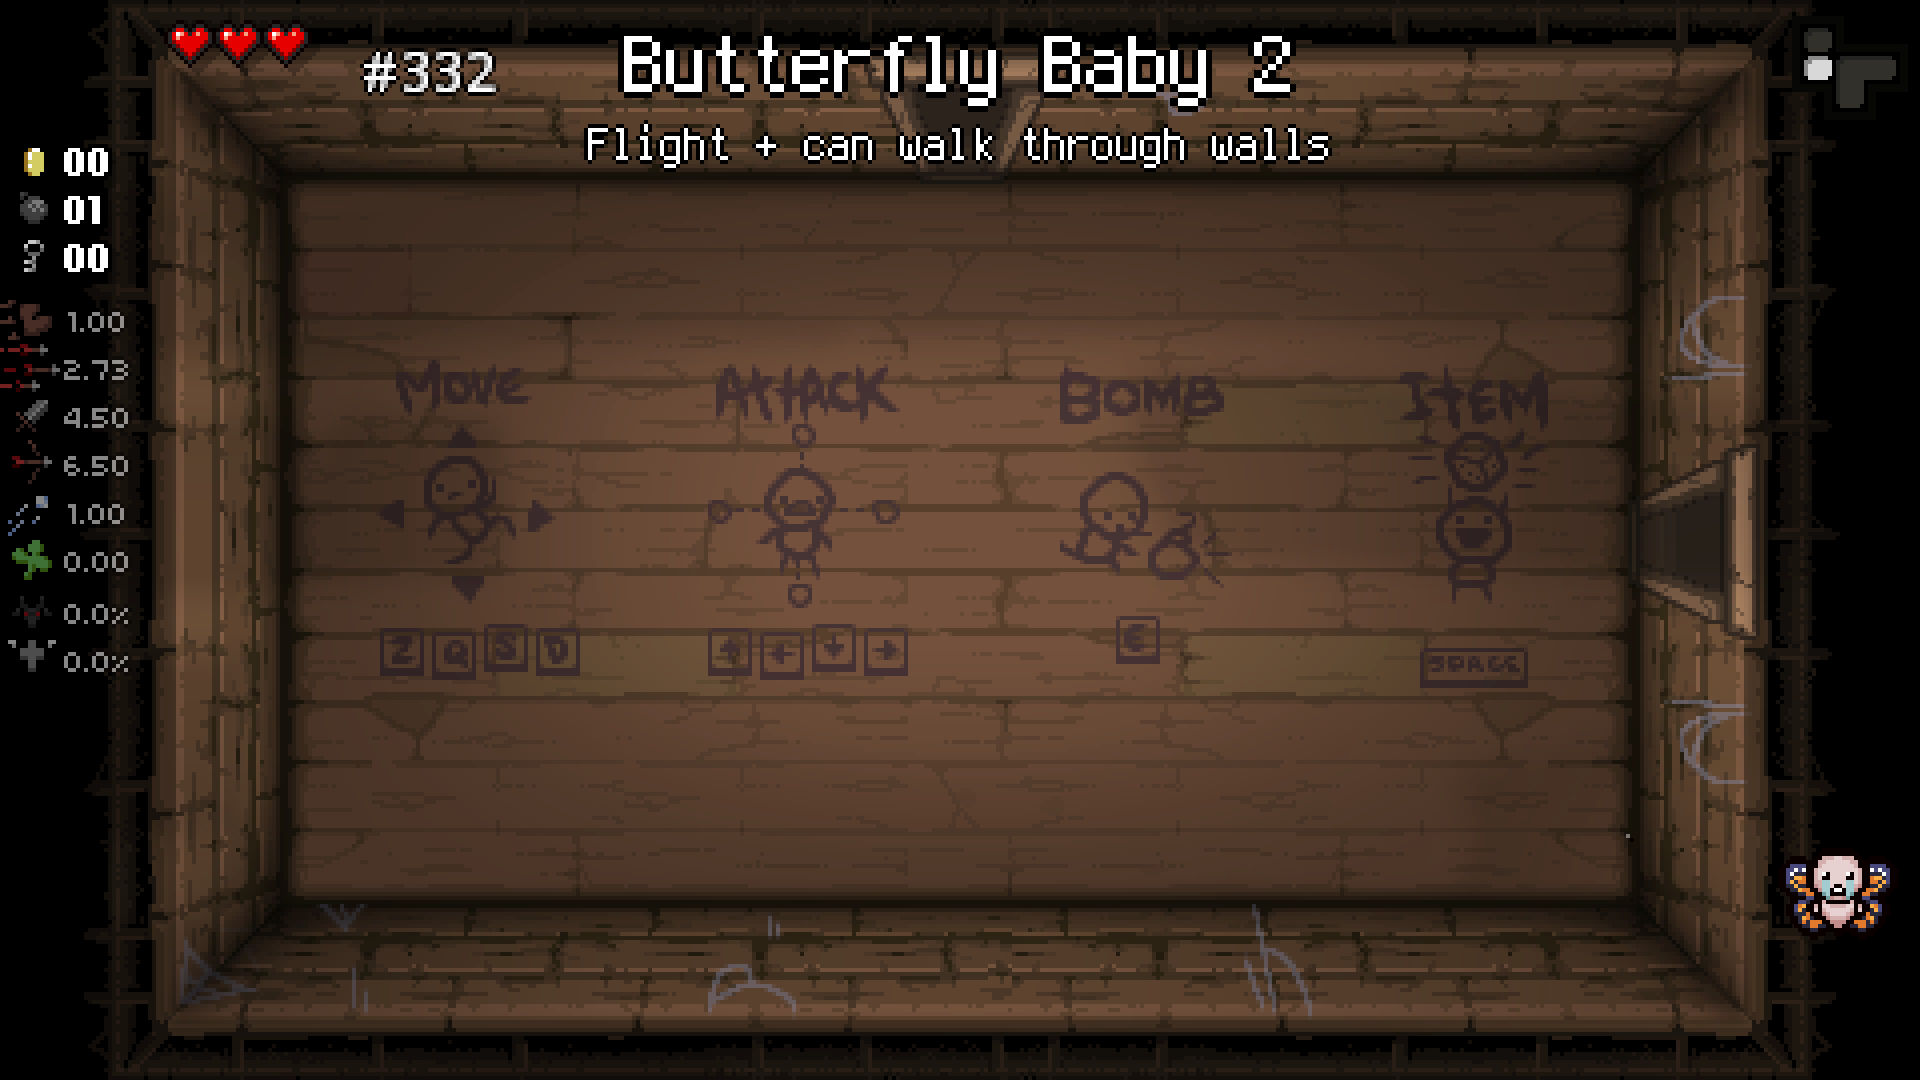 #332
Butterfly Baby 2
Flight + can walk through walls
00
01
00
1.00
2.73
4.50
6.50
1.00
0.00
0.0%
0.0%
MOVE
ATTACK
BOMB
ITEM
Z Q S D
E
SPACE